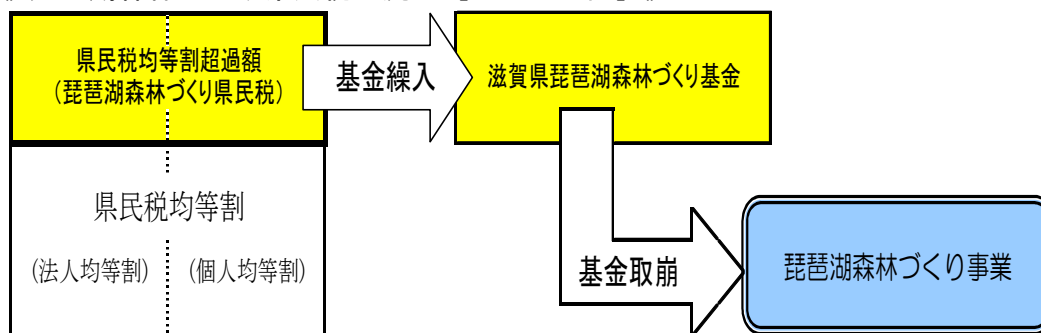 県民税均等割超過額
(琵琶湖森林づくり県民税)
基金繰入
滋賀県琵琶湖森林づくり基金
県民税均等割
(法人均等割)
(個人均等割)
基金取崩
琵琶湖森林づくり事業